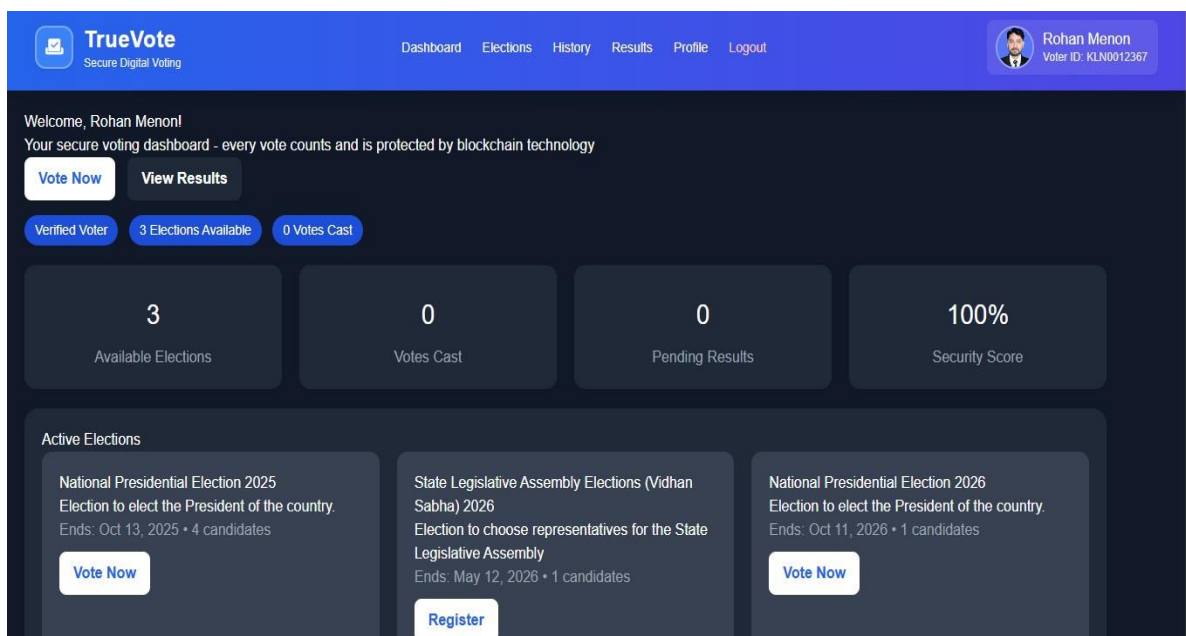 TrueVote
Secure Digital Voting
Dashboard Elections History Results Profile Logout
Rohan Menon
Voter ID: KLN0012367
Welcome, Rohan Menon!
Your secure voting dashboard - every vote counts and is protected by blockchain technology
Vote Now View Results
Verified Voter 3 Elections Available 0 Votes Cast
3
Available Elections
0
Votes Cast
0
Pending Results
100%
Security Score
Active Elections
National Presidential Election 2025
Election to elect the President of the country.
Ends: Oct 13, 2025 • 4 candidates
Vote Now
State Legislative Assembly Elections (Vidhan
Sabha) 2026
Election to choose representatives for the State
Legislative Assembly
Ends: May 12, 2026 • 1 candidates
Register
National Presidential Election 2026
Election to elect the President of the country.
Ends: Oct 11, 2026 • 1 candidates
Vote Now